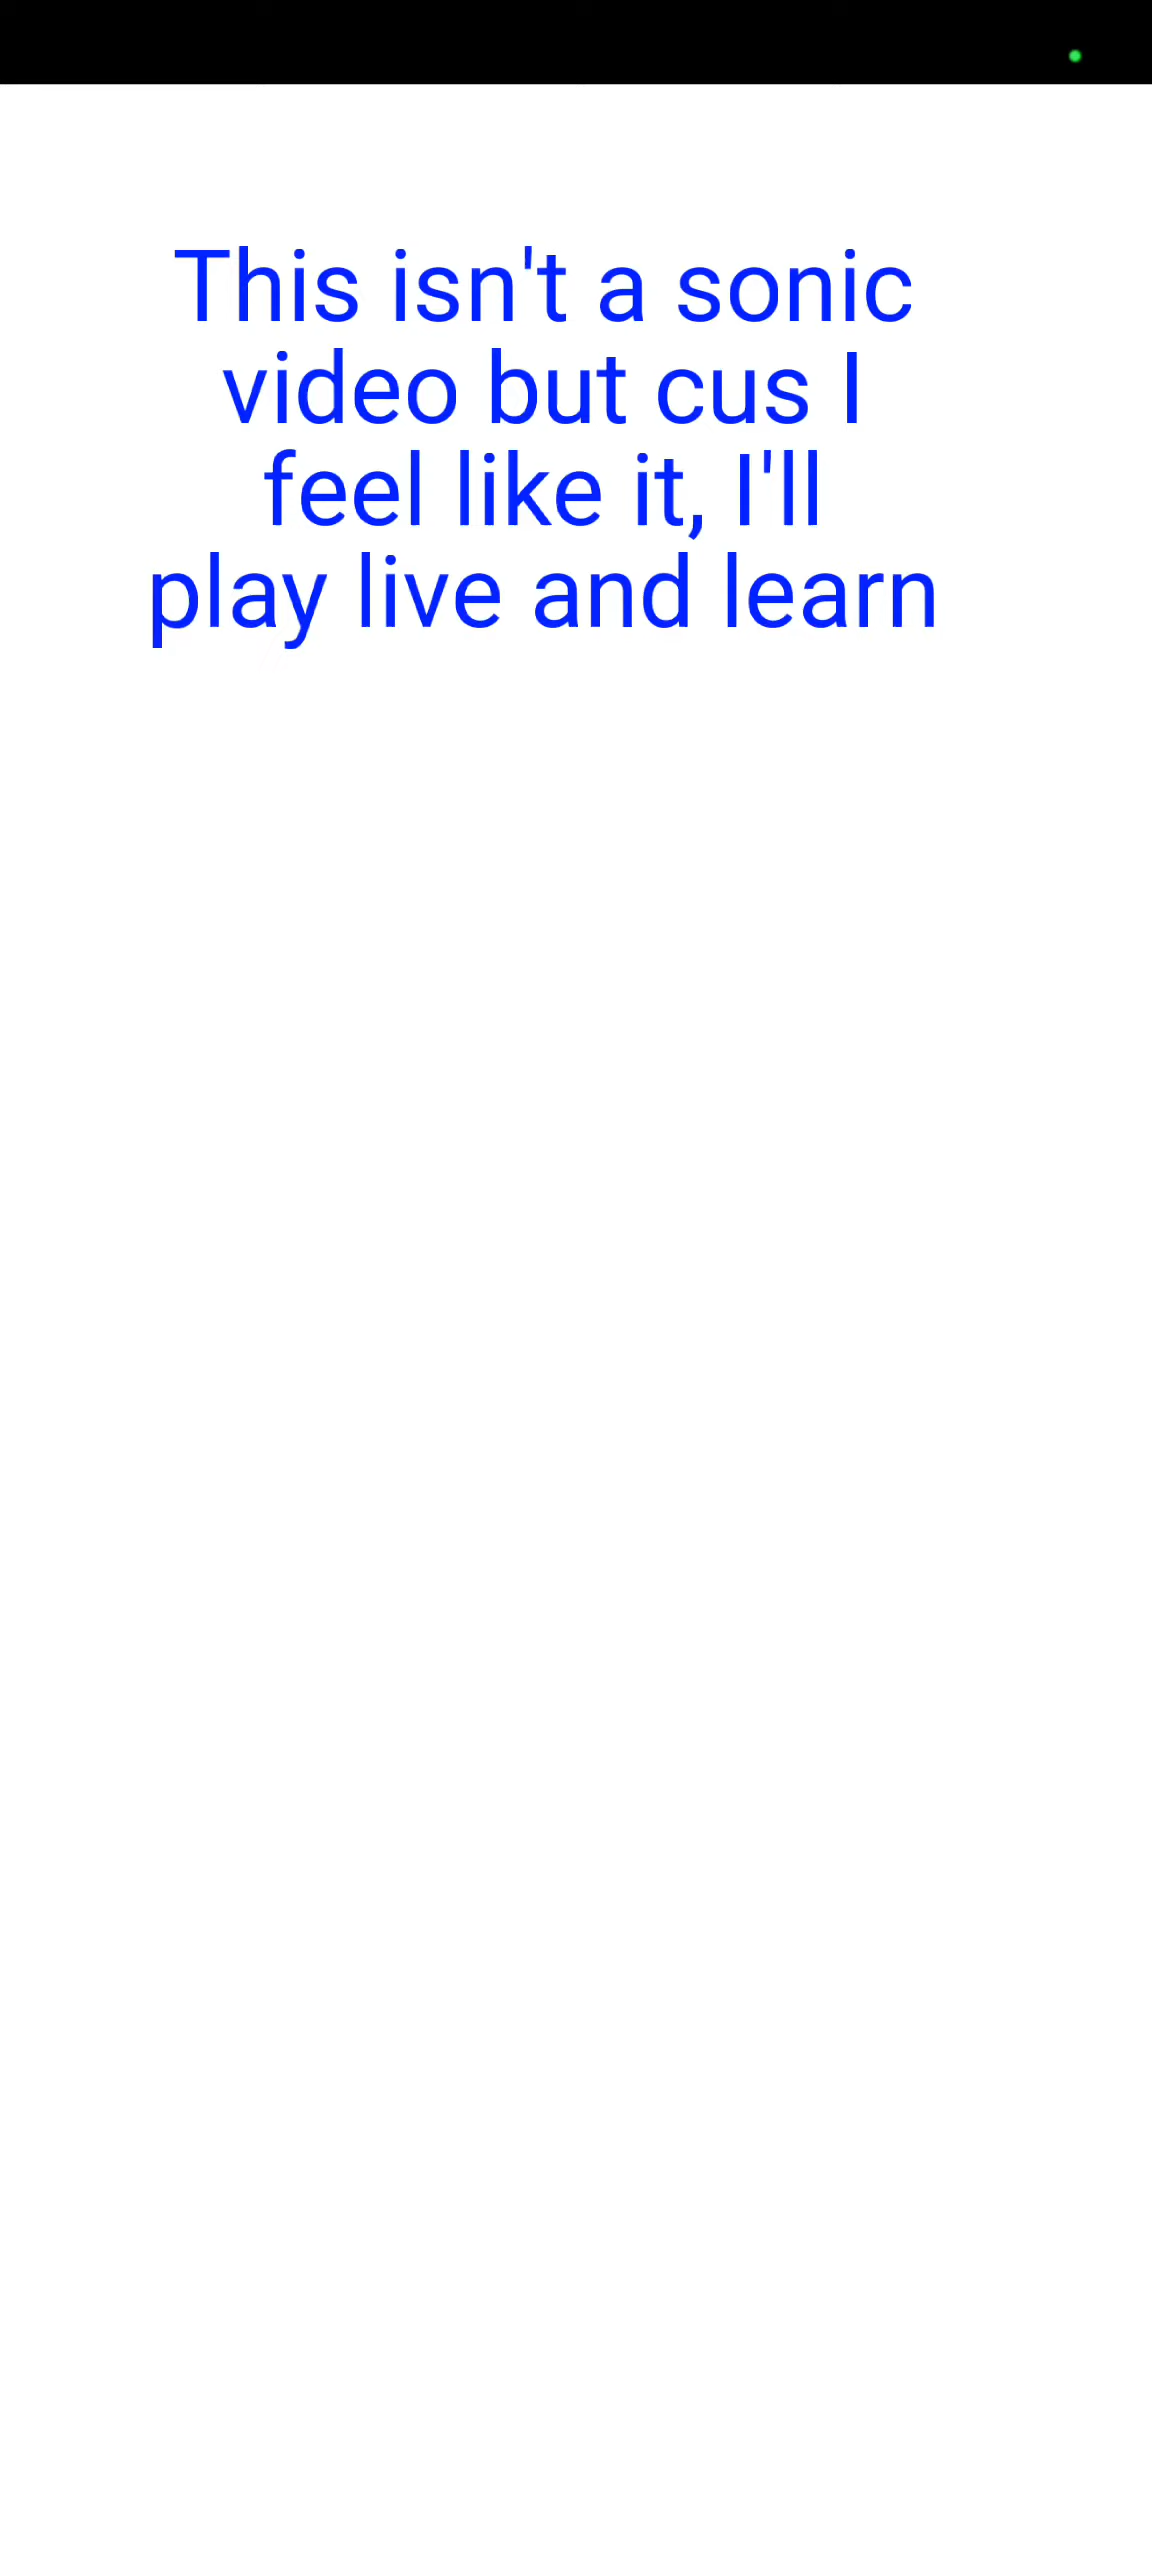 This isn't a sonic
video but cus I
feel like it, I'll
play live and learn